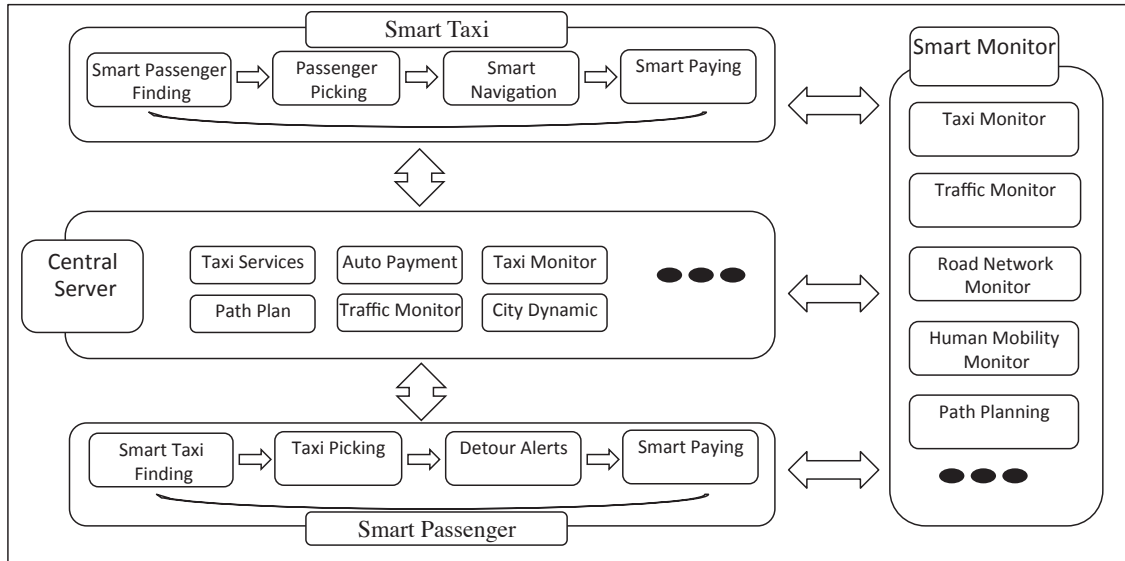 Smart Taxi
Smart Passenger
Finding
Passenger
Picking
Smart
Navigation
Smart Paying
Central
Server
Taxi Services
Auto Payment
Taxi Monitor
Path Plan
Traffic Monitor
City Dynamic
Smart Taxi
Finding
Taxi Picking
Detour Alerts
Smart Paying
Smart Passenger
Smart Monitor
Taxi Monitor
Traffic Monitor
Road Network
Monitor
Human Mobility
Monitor
Path Planning